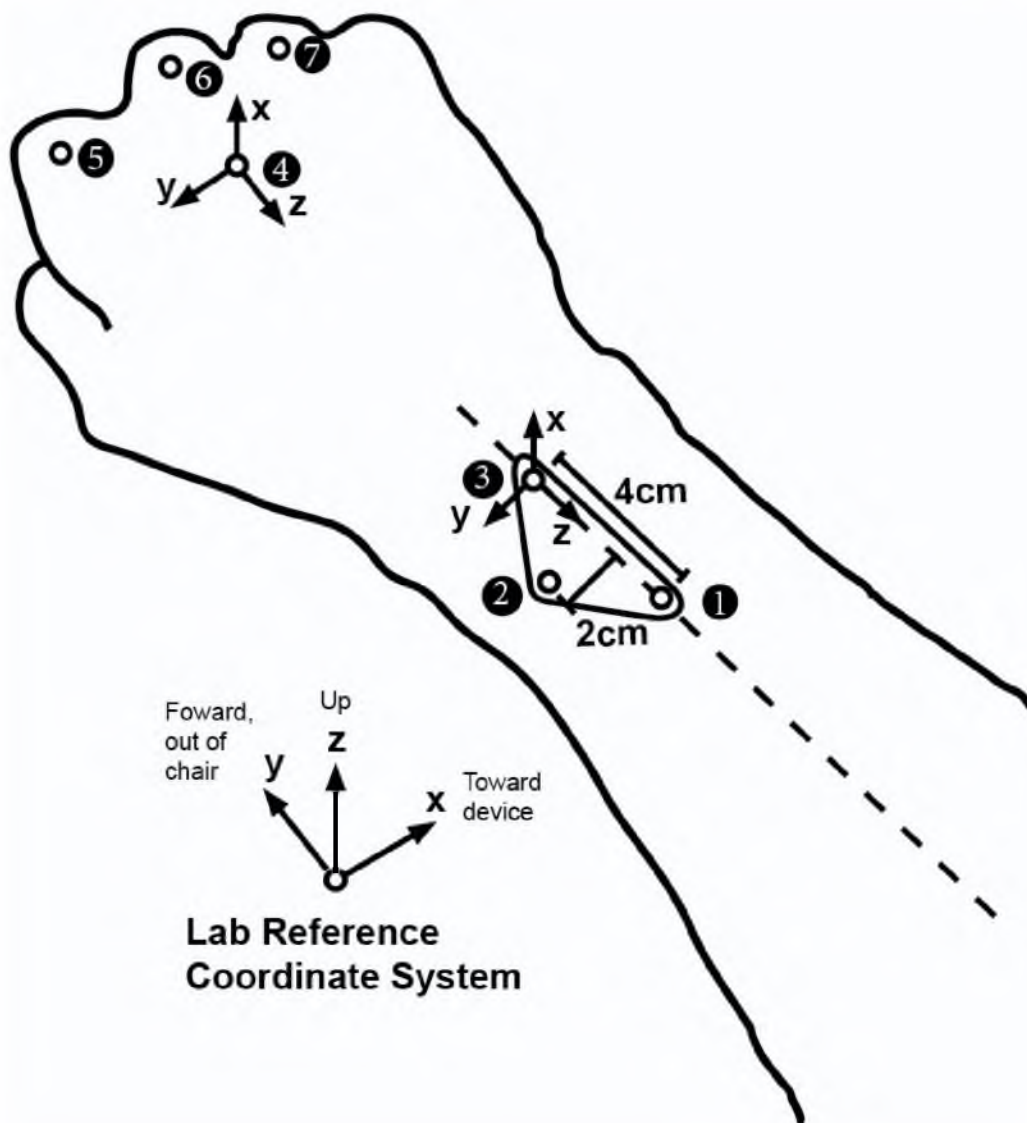 7
6
x
5
4
y
z
x
3
4cm
y
z
2
1
2cm
Foward,
out of
chair
Up
z
y
x
Toward
device
Lab Reference
Coordinate System